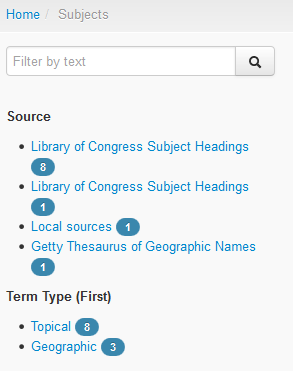 Home / Subjects
Filter by text
Source
Library of Congress Subject Headings
8
Library of Congress Subject Headings
1
Local sources 1
Getty Thesaurus of Geographic Names
1
Term Type (First)
Topical 8
Geographic 3